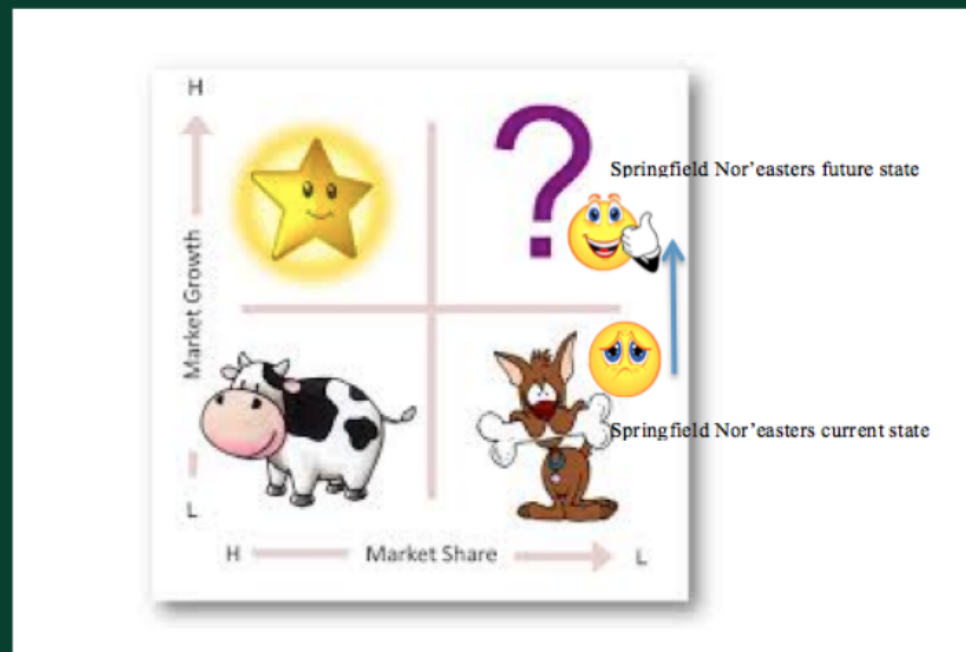 H
?
Springfield Nor'easters future state
Market Growth
Springfield Nor'easters current state
L
H Market Share L